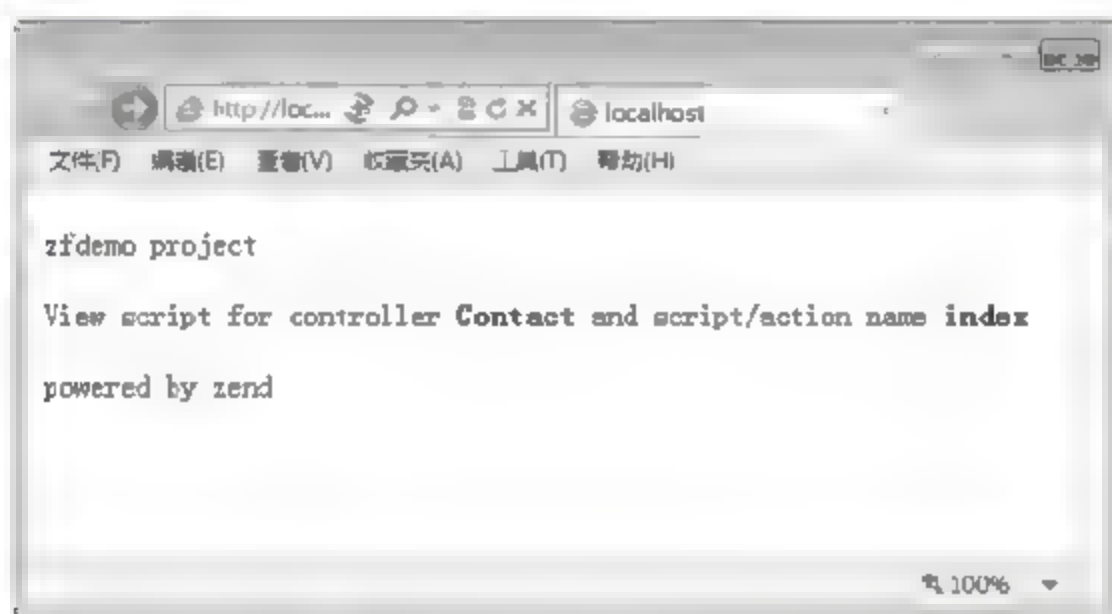 http://loc... localhost
文件(F) 编辑(E) 查看(V) 收藏夹(A) 工具(T) 帮助(H)
zfdemo project
View script for controller Contact and script/action name index
powered by zend
100%